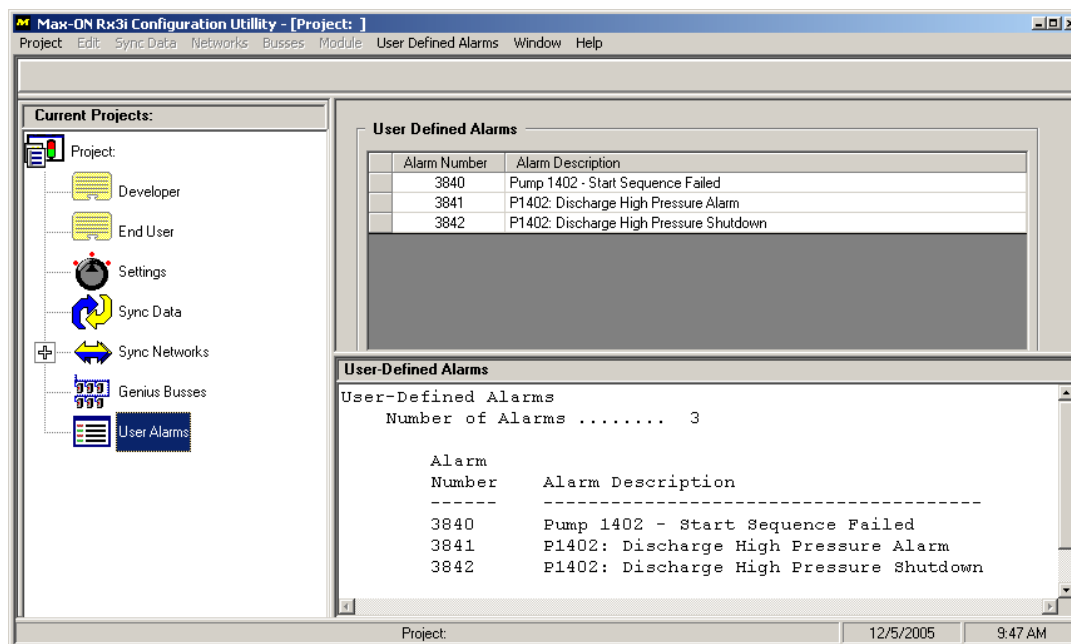 Max-ON Rx3i Configuration Utillity - [Project: ]
Project Edit Sync Data Networks Busses Module User Defined Alarms Window Help
Current Projects:
Project:
Developer
End User
Settings
Sync Data
Sync Networks
Genius Busses
User Alarms
User Defined Alarms
Alarm Number Alarm Description
3840 Pump 1402 - Start Sequence Failed
3841 P1402: Discharge High Pressure Alarm
3842 P1402: Discharge High Pressure Shutdown
User-Defined Alarms
User-Defined Alarms
Number of Alarms ........ 3
Alarm
Number Alarm Description
------ ---------------------------------------
3840 Pump 1402 - Start Sequence Failed
3841 P1402: Discharge High Pressure Alarm
3842 P1402: Discharge High Pressure Shutdown
Project: 12/5/2005 9:47 AM